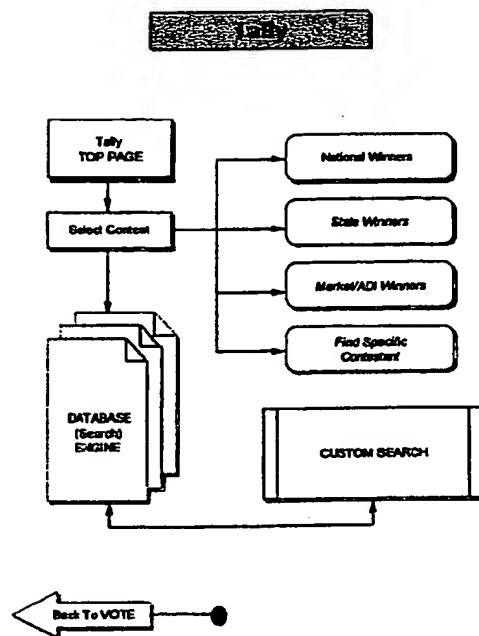 Tally
Tally
TOP PAGE
Select Contest
National Winners
State Winners
Market/ADI Winners
Find Specific
Contestant
DATABASE
(Search)
ENGINE
CUSTOM SEARCH
Back To VOTE